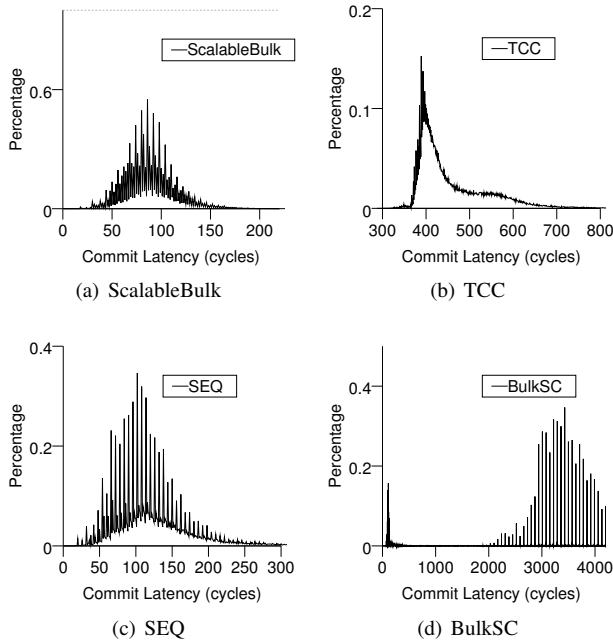 ScalableBulk
0.6
Percentage
0
0 50 100 150 200
Commit Latency (cycles)
(a) ScalableBulk
0.2
TCC
0.1
Percentage
0
300 400 500 600 700 800
Commit Latency (cycles)
(b) TCC
0.4
SEQ
0.2
Percentage
0
0 50 100 150 200 250 300
Commit Latency (cycles)
(c) SEQ
BulkSC
0.4
0.2
Percentage
0
0 1000 2000 3000 4000
Commit Latency (cycles)
(d) BulkSC